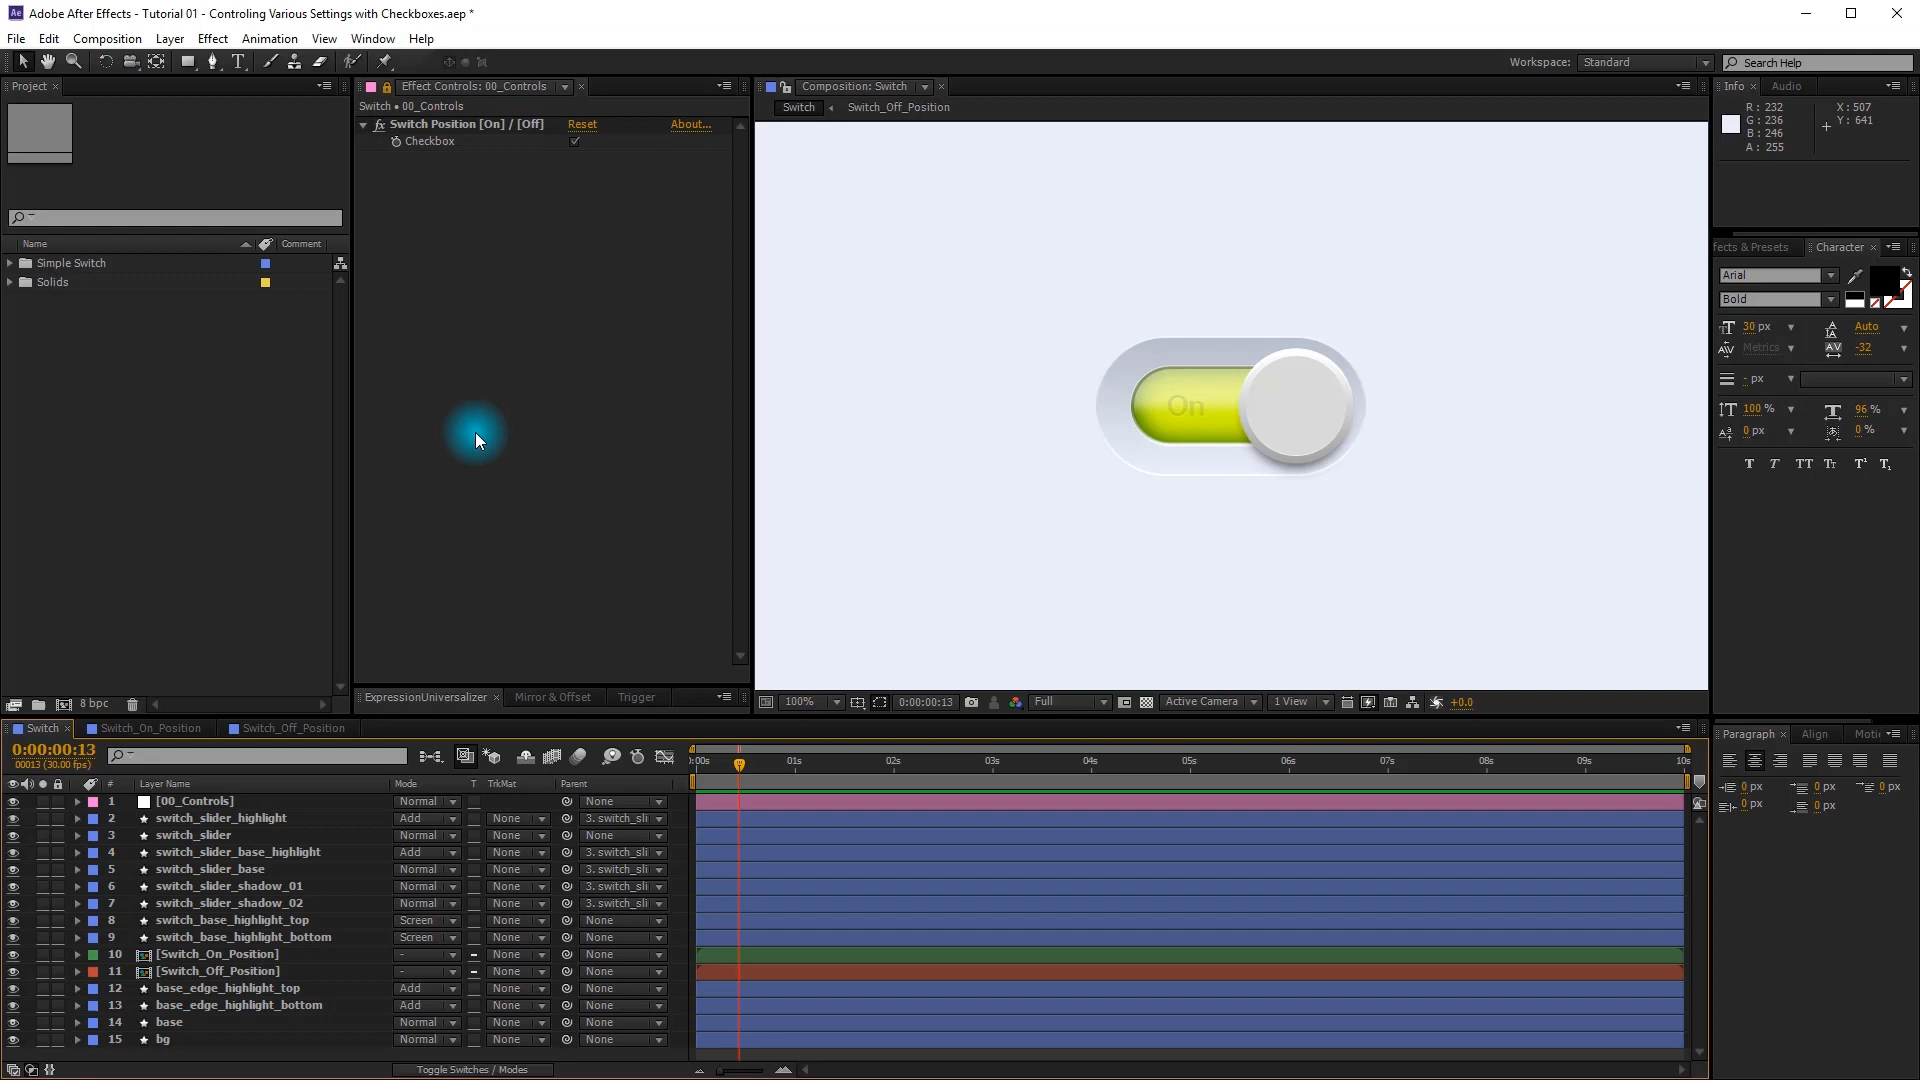 Ae Adobe After Effects - Tutorial 01 - Controling Various Settings with Checkboxes.aep *
File Edit Composition Layer Effect Animation View Window Help
Workspace: Standard Search Help
Project
Name Comment
Simple Switch
Solids
8 bpc
Effect Controls: 00_Controls
Switch • 00_Controls
fx Switch Position [On] / [Off] Reset About...
Checkbox
ExpressionUniversalizer Mirror & Offset Trigger
Composition: Switch
Switch Switch_Off_Position
On
100% 0:00:00:13 Full Active Camera 1 View +0.0
Info Audio
R: 232 X: 507
G: 236 Y: 641
B: 246
A: 255
fects & Presets Character
Arial
Bold
30 px Auto
Metrics -32
- px
100 % 96 %
0 px 0 %
T T TT Tr T¹ T₁
Switch Switch_On_Position Switch_Off_Position
0:00:00:13
00013 (30.00 fps)
):00s 01s 02s 03s 04s 05s 06s 07s 08s 09s 10s
# Layer Name Mode T TrkMat Parent
1 [00_Controls] Normal None
2 switch_slider_highlight Add None 3. switch_sli
3 switch_slider Normal None None
4 switch_slider_base_highlight Add None 3. switch_sli
5 switch_slider_base Normal None 3. switch_sli
6 switch_slider_shadow_01 Normal None 3. switch_sli
7 switch_slider_shadow_02 Normal None 3. switch_sli
8 switch_base_highlight_top Screen None None
9 switch_base_highlight_bottom Screen None None
10 [Switch_On_Position] - None None
11 [Switch_Off_Position] - None None
12 base_edge_highlight_top Add None None
13 base_edge_highlight_bottom Add None None
14 base Normal None None
15 bg Normal None None
Toggle Switches / Modes
Paragraph Align Moti
0 px 0 px 0 px
0 px 0 px